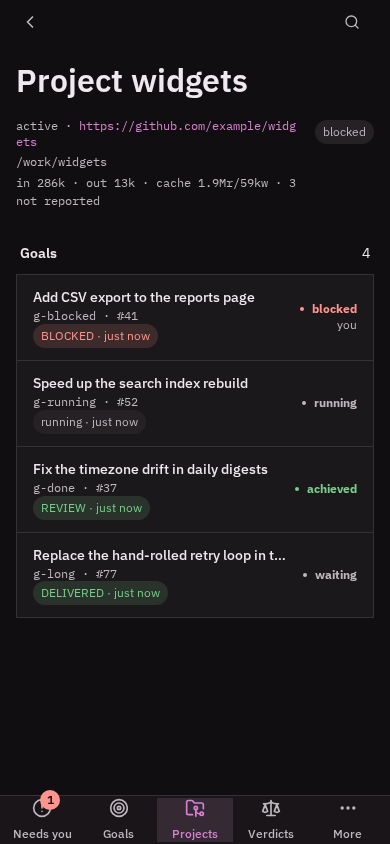 Project widgets
active · https://github.com/example/widg
ets
blocked
/work/widgets
in 286k · out 13k · cache 1.9Mr/59kw · 3
not reported
Goals 4
Add CSV export to the reports page
g-blocked · #41
BLOCKED · just now
• blocked
you
Speed up the search index rebuild
g-running · #52
running · just now
• running
Fix the timezone drift in daily digests
g-done · #37
REVIEW · just now
• achieved
Replace the hand-rolled retry loop in t...
g-long · #77
DELIVERED · just now
• waiting
1
Needs you Goals Projects Verdicts More